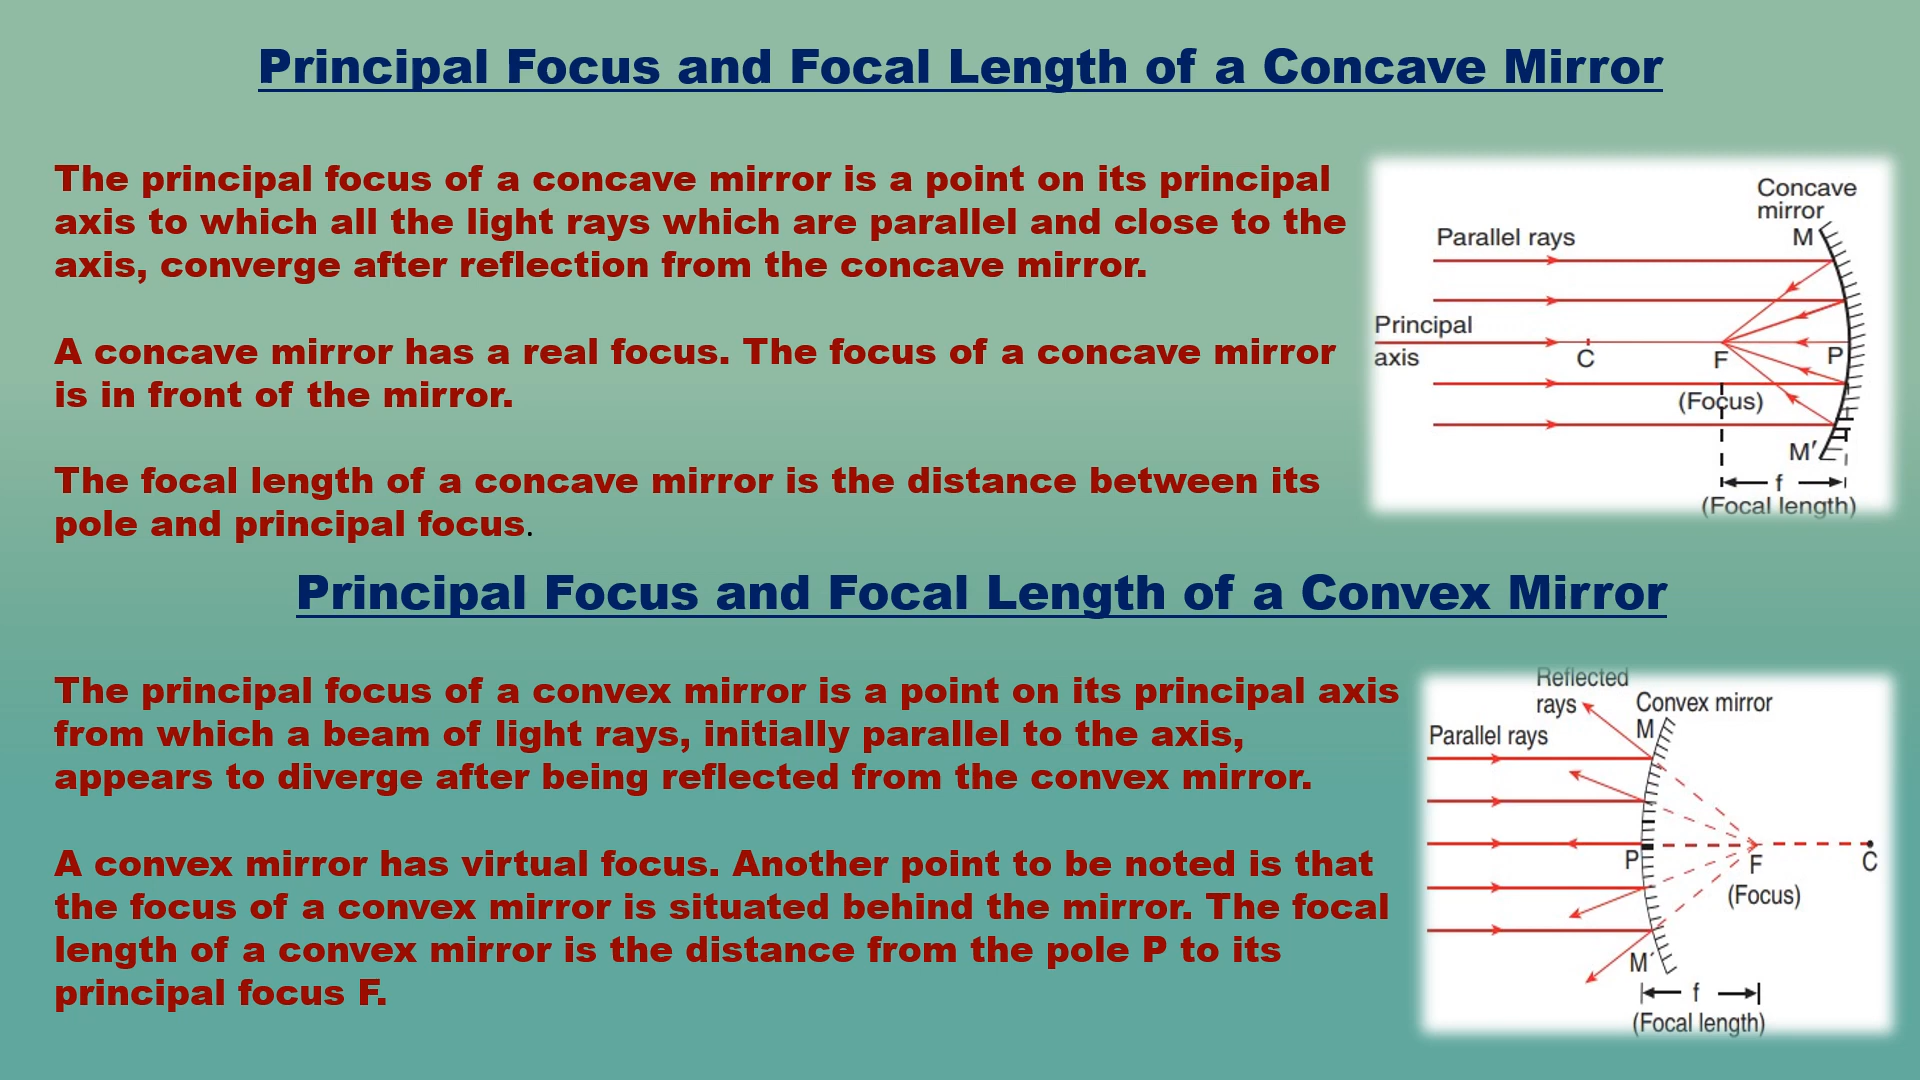 Principal Focus and Focal Length of a Concave Mirror
The principal focus of a concave mirror is a point on its principal
axis to which all the light rays which are parallel and close to the
axis, converge after reflection from the concave mirror.
A concave mirror has a real focus. The focus of a concave mirror
is in front of the mirror.
The focal length of a concave mirror is the distance between its
pole and principal focus.
Concave
mirror
M
Parallel rays
Principal
axis
C
F
P
(Focus)
M′
f
(Focal length)
Principal Focus and Focal Length of a Convex Mirror
The principal focus of a convex mirror is a point on its principal axis
from which a beam of light rays, initially parallel to the axis,
appears to diverge after being reflected from the convex mirror.
A convex mirror has virtual focus. Another point to be noted is that
the focus of a convex mirror is situated behind the mirror. The focal
length of a convex mirror is the distance from the pole P to its
principal focus F.
Reflected
rays
Convex mirror
M
Parallel rays
P
F
C
(Focus)
M′
f
(Focal length)